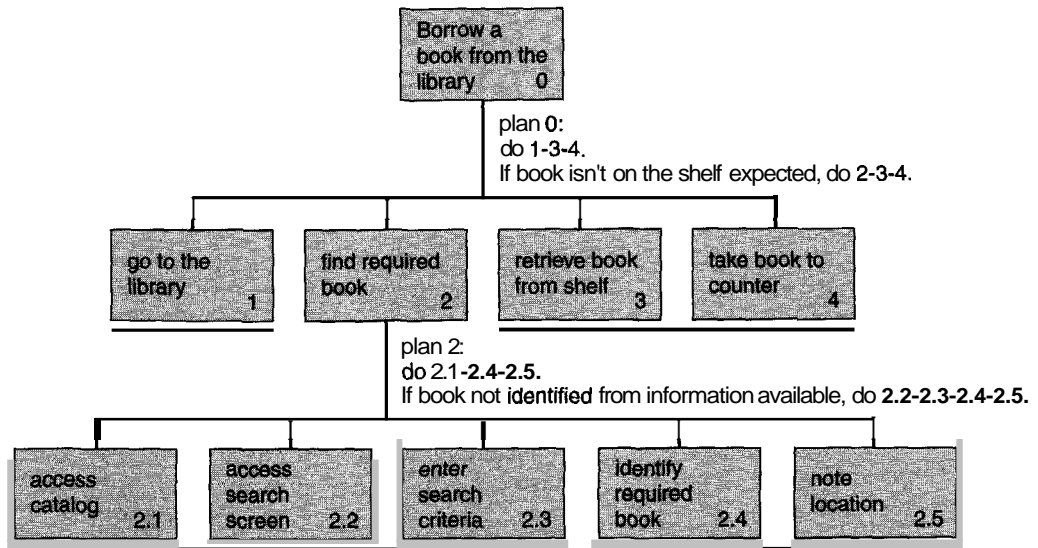 Borrow a
book from the
library 0
plan 0:
do 1-3-4.
If book isn't on the shelf expected, do 2-3-4.
go to the
library 1
find required
book 2
retrieve book
from shelf 3
take book to
counter 4
plan 2:
do 2.1-2.4-2.5.
If book not identified from information available, do 2.2-2.3-2.4-2.5.
access
catalog 2.1
access
search
screen 2.2
enter
search
criteria 2.3
identify
required
book 2.4
note
location 2.5